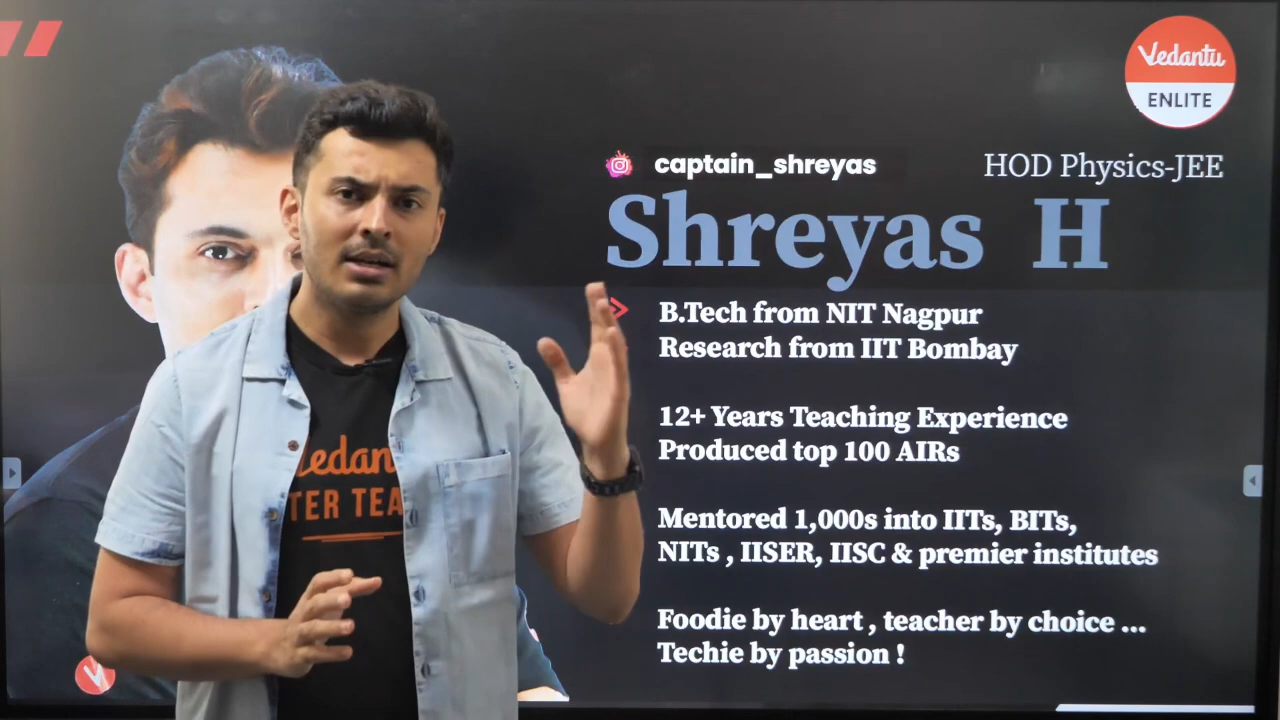 Vedantu
ENLITE
captain_shreyas
HOD Physics-JEE
Shreyas H
B.Tech from NIT Nagpur
Research from IIT Bombay
12+ Years Teaching Experience
Produced top 100 AIRs
Mentored 1,000s into IITs, BITs,
NITs , IISER, IISC & premier institutes
Foodie by heart , teacher by choice ...
Techie by passion !